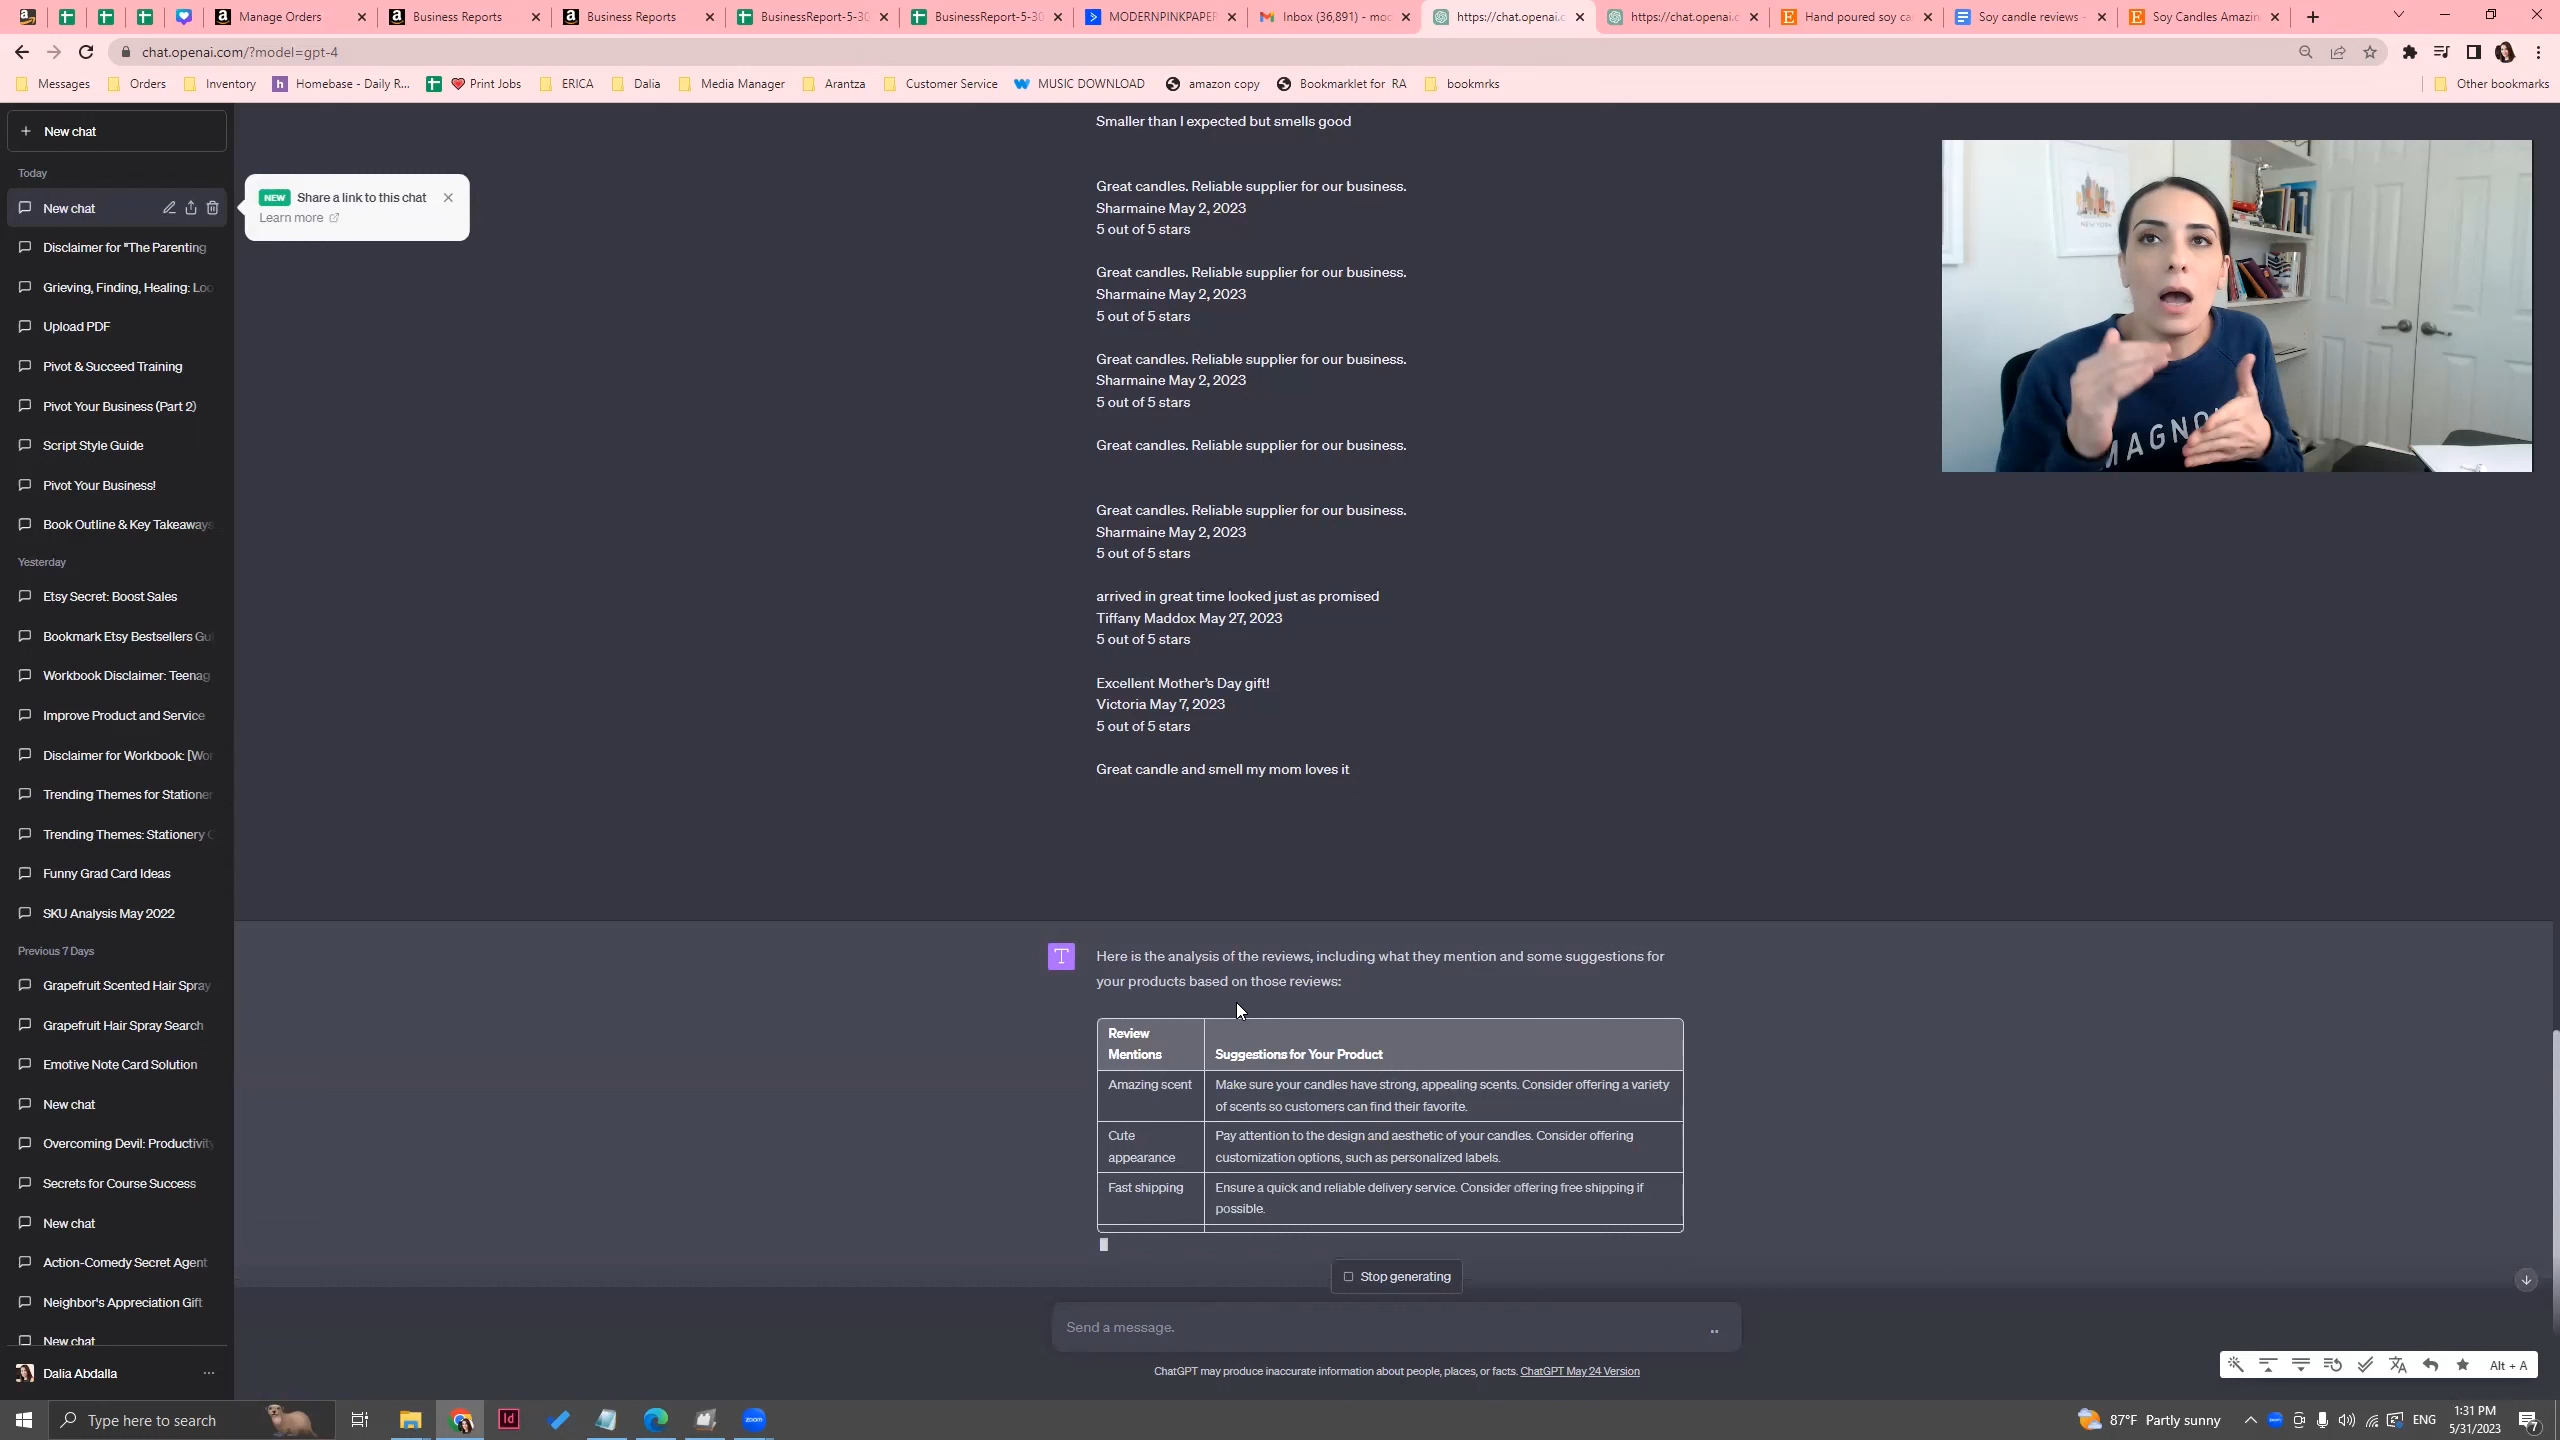 Manage Orders
Business Reports
Business Reports
BusinessReport-5-30
BusinessReport-5-30
MODERNPINKPAPER
Inbox (36,891) - mod
https://chat.openai.c
https://chat.openai.c
Hand poured soy ca
Soy candle reviews -
Soy Candles Amazin
chat.openai.com/?model=gpt-4
Messages
Orders
Inventory
Homebase - Daily R...
Print Jobs
ERICA
Dalia
Media Manager
Arantza
Customer Service
MUSIC DOWNLOAD
amazon copy
Bookmarklet for RA
bookmrks
Other bookmarks
New chat
Today
New chat
Disclaimer for "The Parenting
Grieving, Finding, Healing: Loo
Upload PDF
Pivot & Succeed Training
Pivot Your Business (Part 2)
Script Style Guide
Pivot Your Business!
Book Outline & Key Takeaways
Yesterday
Etsy Secret: Boost Sales
Bookmark Etsy Bestsellers Gui
Workbook Disclaimer: Teenag
Improve Product and Service
Disclaimer for Workbook: [Wor
Trending Themes for Stationer
Trending Themes: Stationery C
Funny Grad Card Ideas
SKU Analysis May 2022
Previous 7 Days
Grapefruit Scented Hair Spray
Grapefruit Hair Spray Search
Emotive Note Card Solution
New chat
Overcoming Devil: Productivity
Secrets for Course Success
New chat
Action-Comedy Secret Agent
Neighbor's Appreciation Gift
New chat
Dalia Abdalla
NEW Share a link to this chat
Learn more
Smaller than I expected but smells good
Great candles. Reliable supplier for our business.
Sharmaine May 2, 2023
5 out of 5 stars
Great candles. Reliable supplier for our business.
Sharmaine May 2, 2023
5 out of 5 stars
Great candles. Reliable supplier for our business.
Sharmaine May 2, 2023
5 out of 5 stars
Great candles. Reliable supplier for our business.
Great candles. Reliable supplier for our business.
Sharmaine May 2, 2023
5 out of 5 stars
arrived in great time looked just as promised
Tiffany Maddox May 27, 2023
5 out of 5 stars
Excellent Mother's Day gift!
Victoria May 7, 2023
5 out of 5 stars
Great candle and smell my mom loves it
NEW YORK
MAGNO
T
Here is the analysis of the reviews, including what they mention and some suggestions for
your products based on those reviews:
Review
Mentions
Suggestions for Your Product
Amazing scent
Make sure your candles have strong, appealing scents. Consider offering a variety
of scents so customers can find their favorite.
Cute
appearance
Pay attention to the design and aesthetic of your candles. Consider offering
customization options, such as personalized labels.
Fast shipping
Ensure a quick and reliable delivery service. Consider offering free shipping if
possible.
Stop generating
Send a message.
ChatGPT may produce inaccurate information about people, places, or facts. ChatGPT May 24 Version
Alt + A
Type here to search
Id
zoom
87°F Partly sunny
ENG
1:31 PM
5/31/2023
7